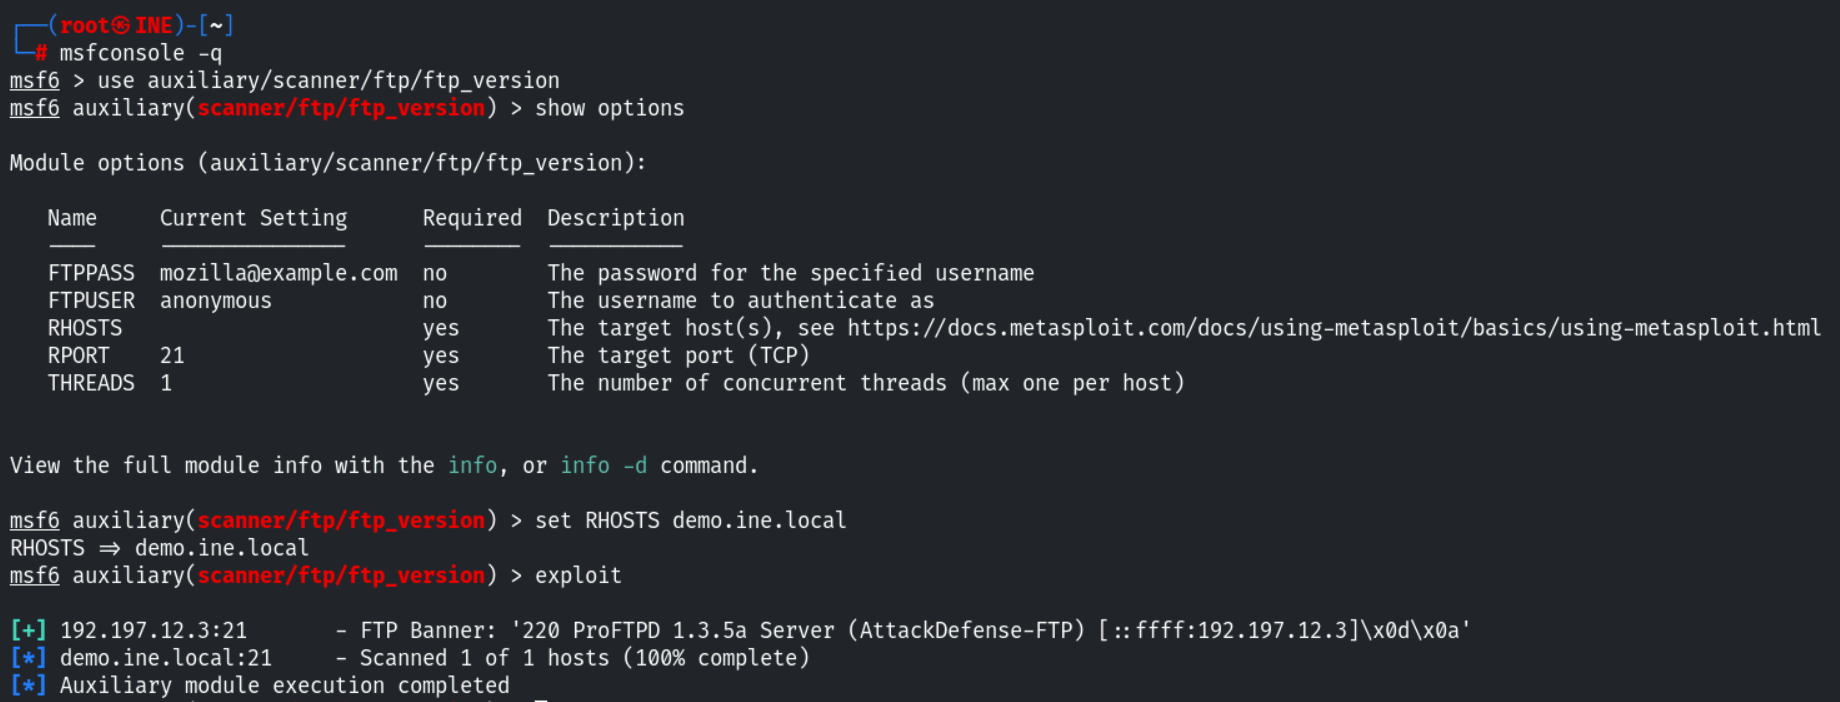 ┌──(root㉿INE)-[~]
└─# msfconsole -q
msf6 > use auxiliary/scanner/ftp/ftp_version
msf6 auxiliary(scanner/ftp/ftp_version) > show options

Module options (auxiliary/scanner/ftp/ftp_version):

   Name     Current Setting      Required  Description
   ----     ---------------      --------  -----------
   FTPPASS  mozilla@example.com  no        The password for the specified username
   FTPUSER  anonymous            no        The username to authenticate as
   RHOSTS                        yes       The target host(s), see https://docs.metasploit.com/docs/using-metasploit/basics/using-metasploit.html
   RPORT    21                   yes       The target port (TCP)
   THREADS  1                    yes       The number of concurrent threads (max one per host)


View the full module info with the info, or info -d command.

msf6 auxiliary(scanner/ftp/ftp_version) > set RHOSTS demo.ine.local
RHOSTS => demo.ine.local
msf6 auxiliary(scanner/ftp/ftp_version) > exploit

[+] 192.197.12.3:21       - FTP Banner: '220 ProFTPD 1.3.5a Server (AttackDefense-FTP) [::ffff:192.197.12.3]\x0d\x0a'
[*] demo.ine.local:21     - Scanned 1 of 1 hosts (100% complete)
[*] Auxiliary module execution completed